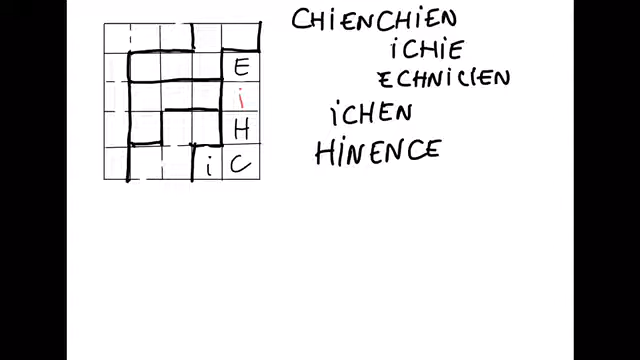 CHiENCHiEN
iCHiE
ECHNiCiEN
iCHEN
HiNENCE
E
i
H
i C